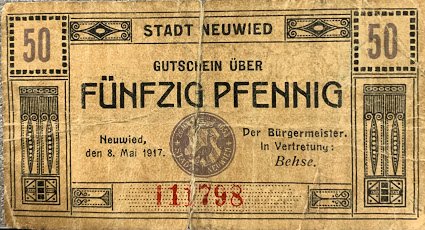 50 STADT NEUWIED 50
GUTSCHEIN ÜBER
FÜNFZIG PFENNIG
Neuwied,
den 8. Mai 1917.
Der Bürgermeister.
In Vertretung:
Behse.
111798